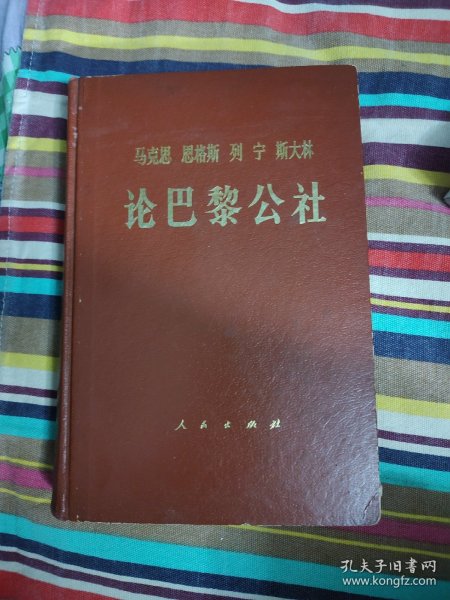 马克思 恩格斯 列宁 斯大林
论巴黎公社
人民出版社
孔夫子旧书网
www.kongfz.com